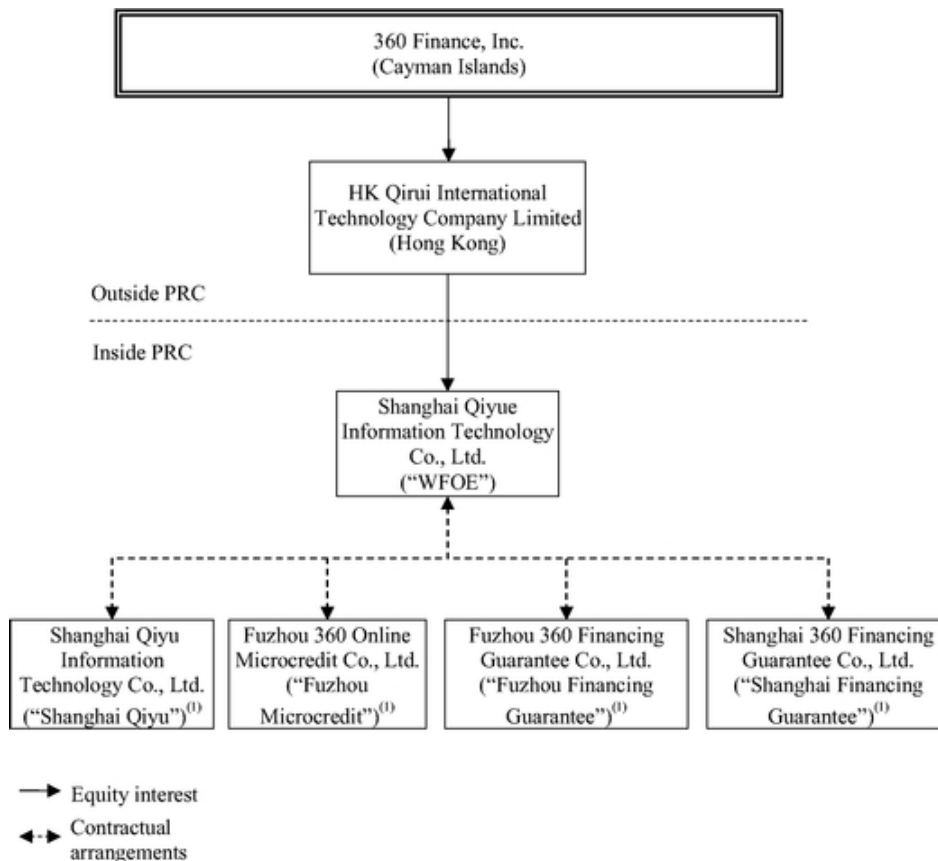 360 Finance, Inc.
(Cayman Islands)
HK Qirui International
Technology Company Limited
(Hong Kong)
Outside PRC
Inside PRC
Shanghai Qiyue
Information Technology
Co., Ltd.
(“WFOE”)
Shanghai Qiyu
Information
Technology Co., Ltd.
(“Shanghai Qiyu”)(1)
Fuzhou 360 Online
Microcredit Co., Ltd.
(“Fuzhou
Microcredit”)(1)
Fuzhou 360 Financing
Guarantee Co., Ltd.
(“Fuzhou Financing
Guarantee”)(1)
Shanghai 360 Financing
Guarantee Co., Ltd.
(“Shanghai Financing
Guarantee”)(1)
Equity interest
Contractual
arrangements